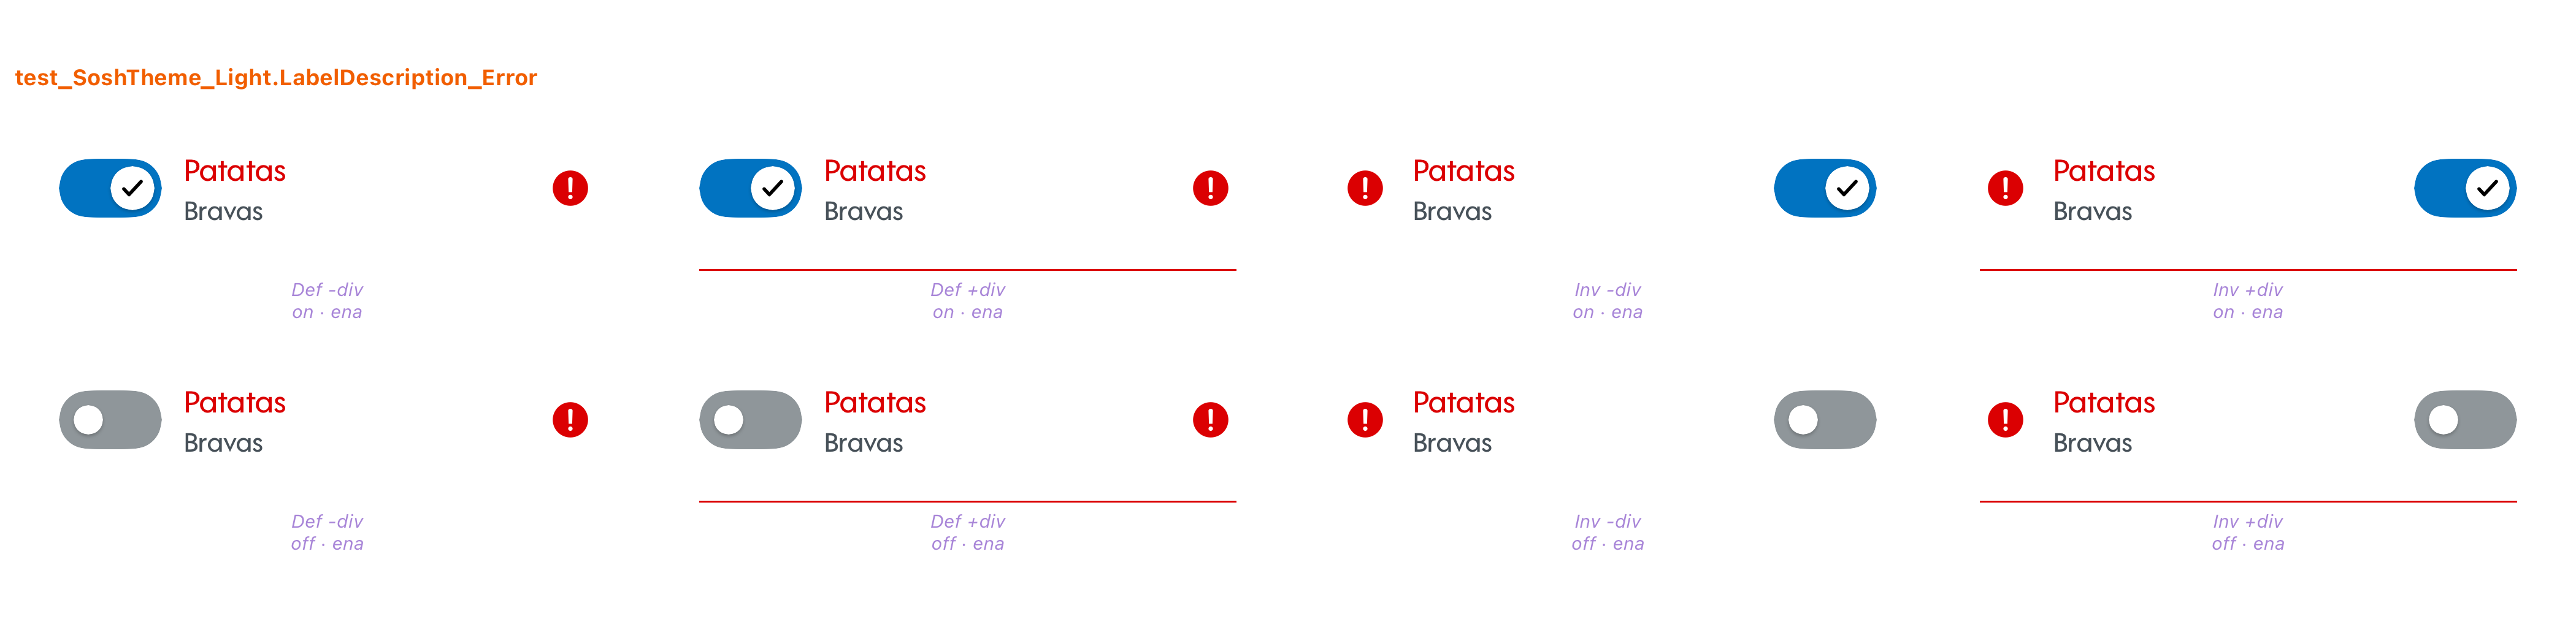 test_SoshTheme_Light.LabelDescription_Error
Patatas
Bravas
Def -div
on · ena
Patatas
Bravas
Def +div
on · ena
Patatas
Bravas
Inv -div
on · ena
Patatas
Bravas
Inv +div
on · ena
Patatas
Bravas
Def -div
off · ena
Patatas
Bravas
Def +div
off · ena
Patatas
Bravas
Inv -div
off · ena
Patatas
Bravas
Inv +div
off · ena